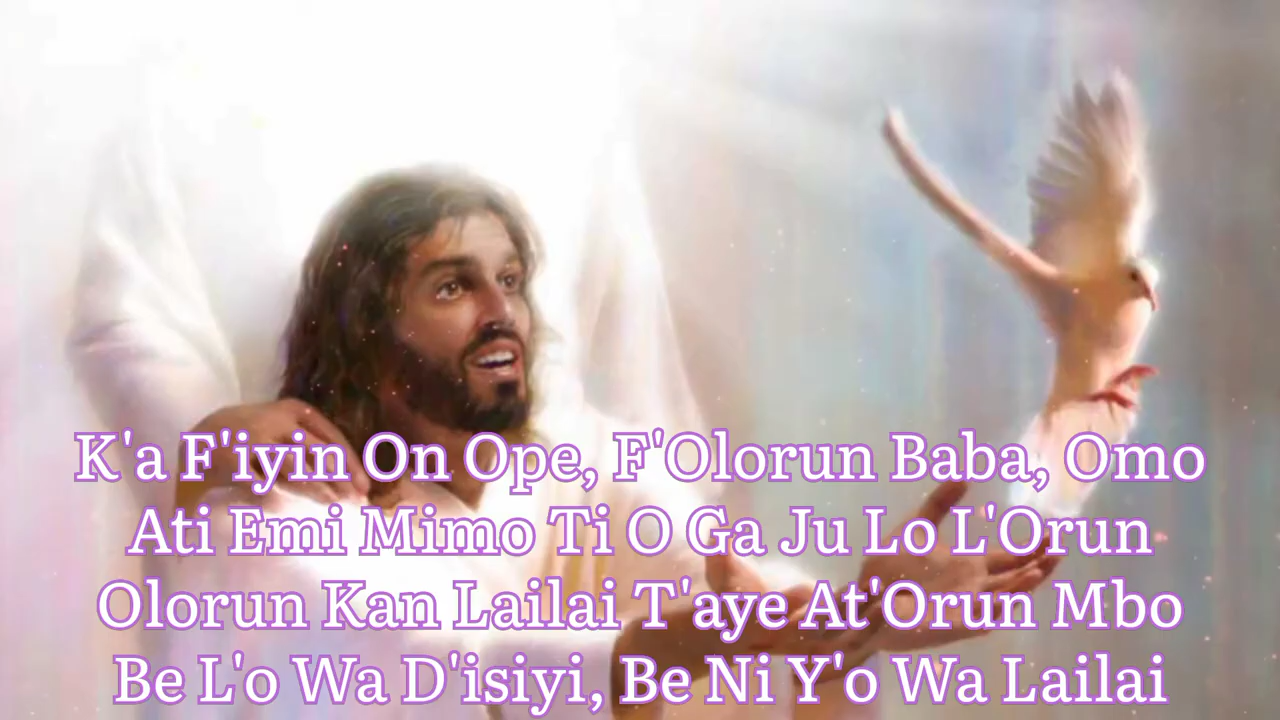 K'a F'iyin On Ope, F'Olorun Baba, Omo
Ati Emi Mimo Ti O Ga Ju Lo L'Orun
Olorun Kan Lailai T'aye At'Orun Mbo
Be L'o Wa D'isiyi, Be Ni Y'o Wa Lailai